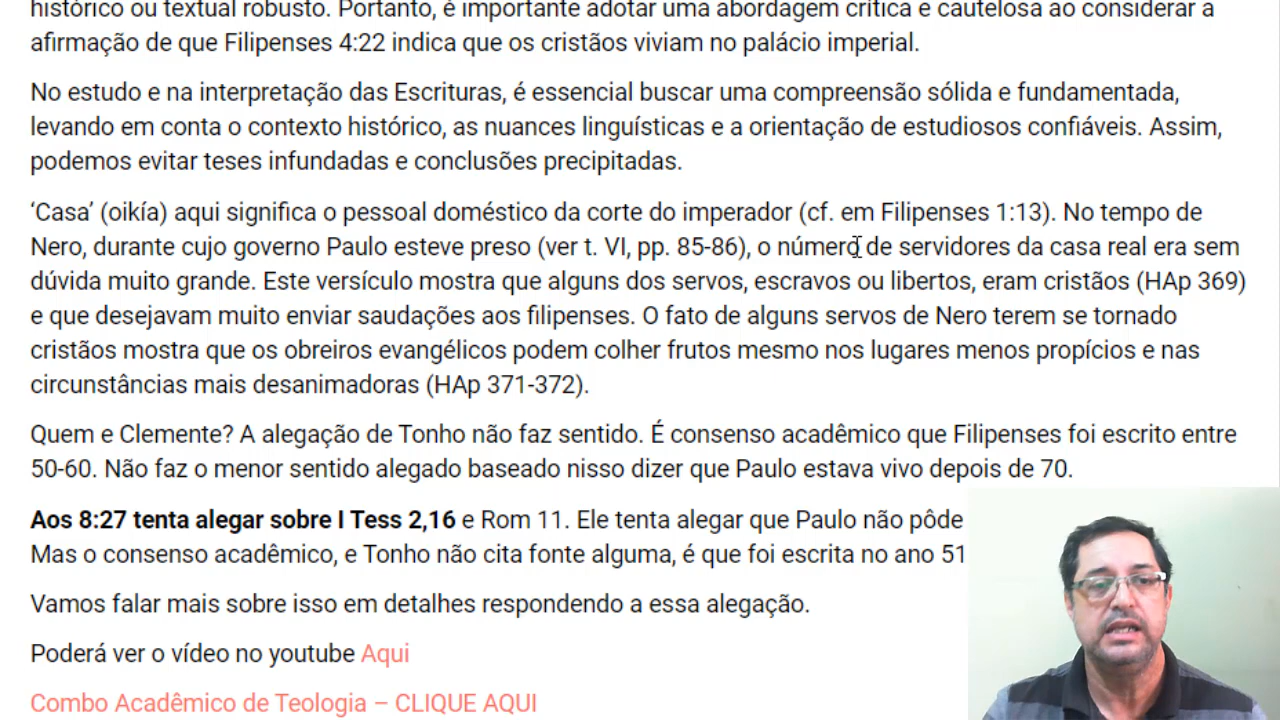 histórico ou textual robusto. Portanto, é importante adotar uma abordagem crítica e cautelosa ao considerar a
afirmação de que Filipenses 4:22 indica que os cristãos viviam no palácio imperial.
No estudo e na interpretação das Escrituras, é essencial buscar uma compreensão sólida e fundamentada,
levando em conta o contexto histórico, as nuances linguísticas e a orientação de estudiosos confiáveis. Assim,
podemos evitar teses infundadas e conclusões precipitadas.
‘Casa’ (oikía) aqui significa o pessoal doméstico da corte do imperador (cf. em Filipenses 1:13). No tempo de
Nero, durante cujo governo Paulo esteve preso (ver t. VI, pp. 85-86), o número de servidores da casa real era sem
dúvida muito grande. Este versículo mostra que alguns dos servos, escravos ou libertos, eram cristãos (HAp 369)
e que desejavam muito enviar saudações aos filipenses. O fato de alguns servos de Nero terem se tornado
cristãos mostra que os obreiros evangélicos podem colher frutos mesmo nos lugares menos propícios e nas
circunstâncias mais desanimadoras (HAp 371-372).
Quem e Clemente? A alegação de Tonho não faz sentido. É consenso acadêmico que Filipenses foi escrito entre
50-60. Não faz o menor sentido alegado baseado nisso dizer que Paulo estava vivo depois de 70.
Aos 8:27 tenta alegar sobre I Tess 2,16 e Rom 11. Ele tenta alegar que Paulo não pôde
Mas o consenso acadêmico, e Tonho não cita fonte alguma, é que foi escrita no ano 51
Vamos falar mais sobre isso em detalhes respondendo a essa alegação.
Poderá ver o vídeo no youtube Aqui
Combo Acadêmico de Teologia – CLIQUE AQUI